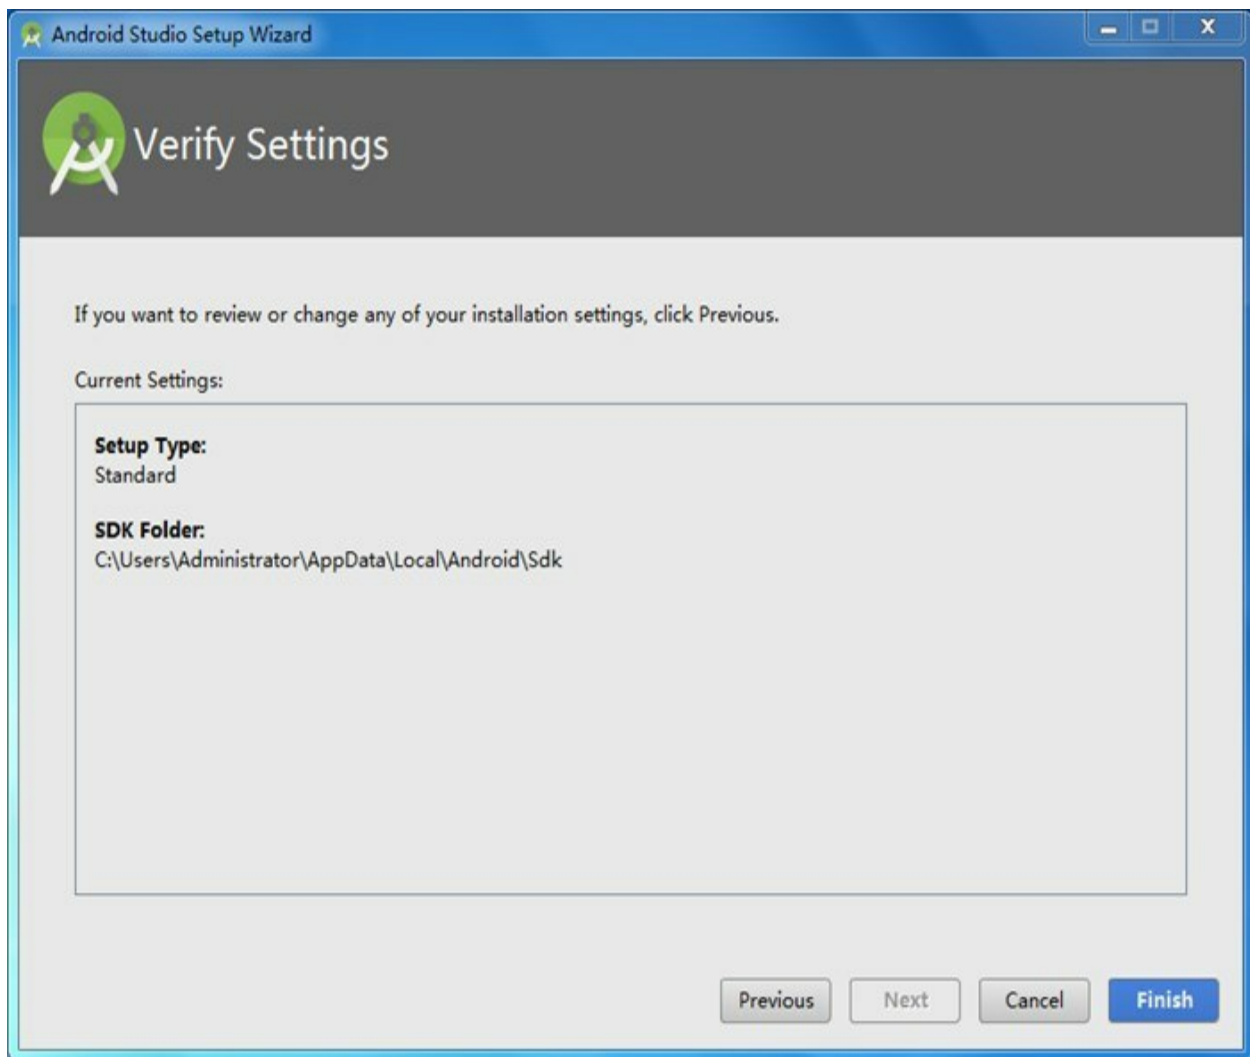 Android Studio Setup Wizard
Verify Settings
If you want to review or change any of your installation settings, click Previous.
Current Settings:
Setup Type:
Standard
SDK Folder:
C:\Users\Administrator\AppData\Local\Android\Sdk
Previous Next Cancel Finish